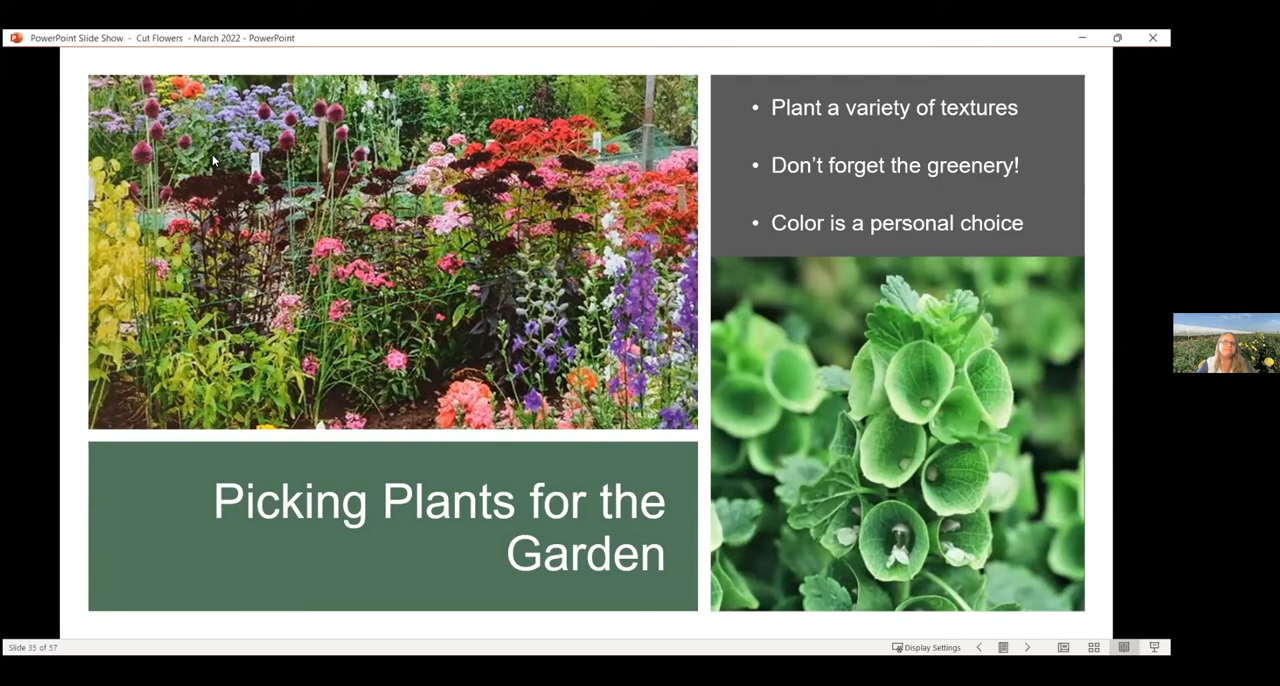 PowerPoint Slide Show - Cut Flowers - March 2022 - PowerPoint
• Plant a variety of textures
• Don't forget the greenery!
• Color is a personal choice
Picking Plants for the
Garden
Slide 35 of 57
Display Settings